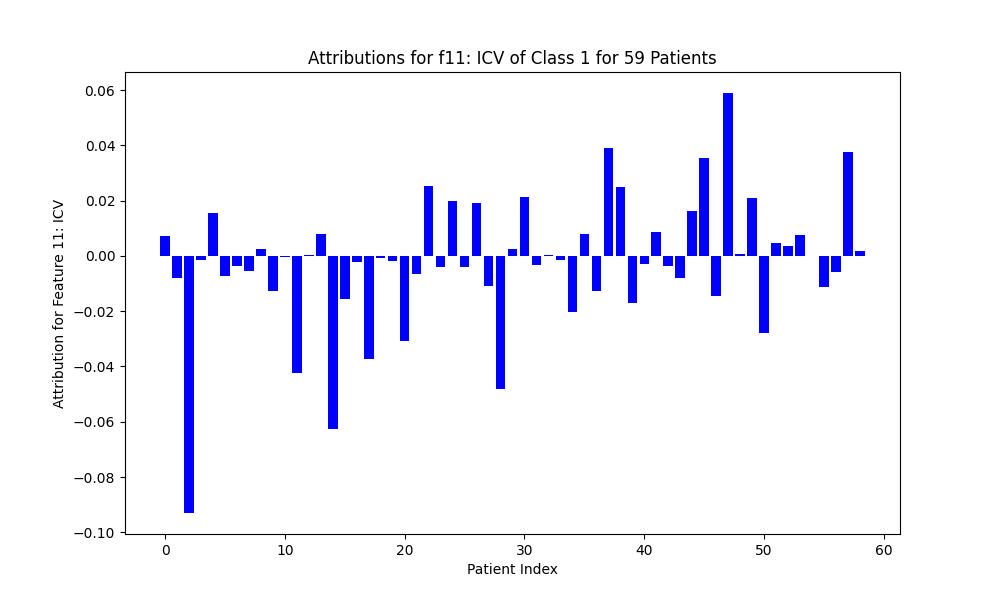 Attributions for f11: ICV of Class 1 for 59 Patients
Attribution for Feature 11: ICV
0.06
0.04
0.02
0.00
−0.02
−0.04
−0.06
−0.08
−0.10
0 10 20 30 40 50 60
Patient Index